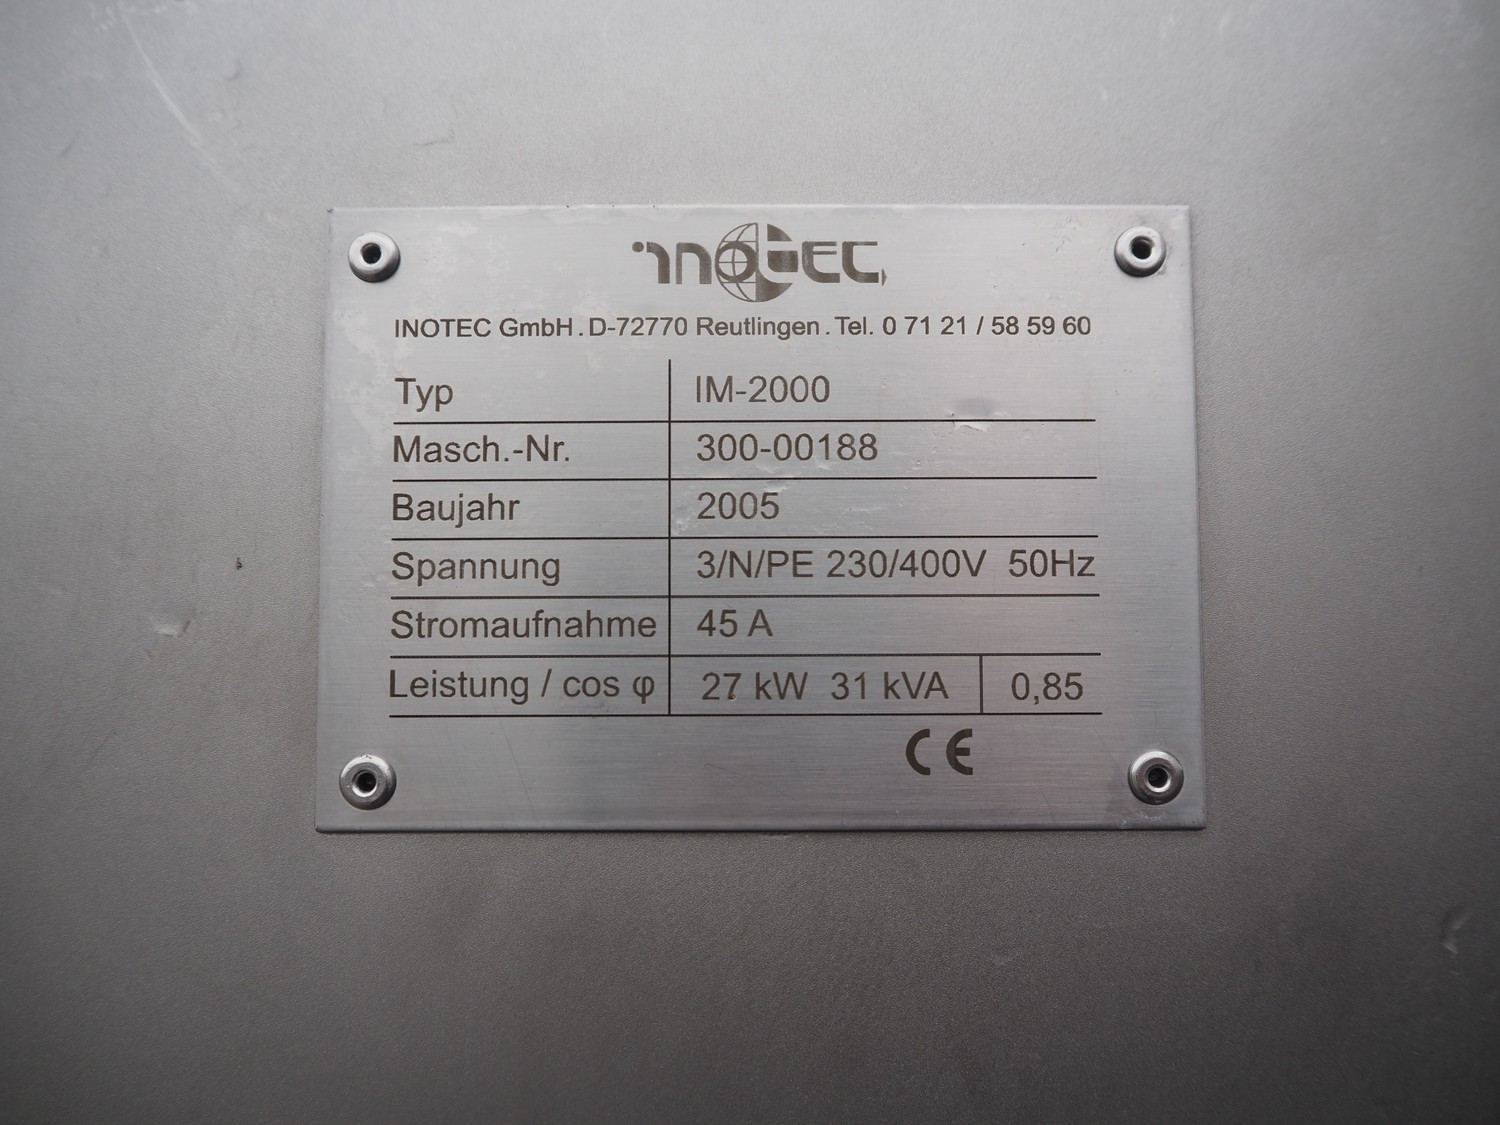 inotec
INOTEC GmbH . D-72770 Reutlingen . Tel. 0 71 21 / 58 59 60
Typ IM-2000
Masch.-Nr. 300-00188
Baujahr 2005
Spannung 3/N/PE 230/400V 50Hz
Stromaufnahme 45 A
Leistung / cos φ 27 kW 31 kVA 0,85
CE